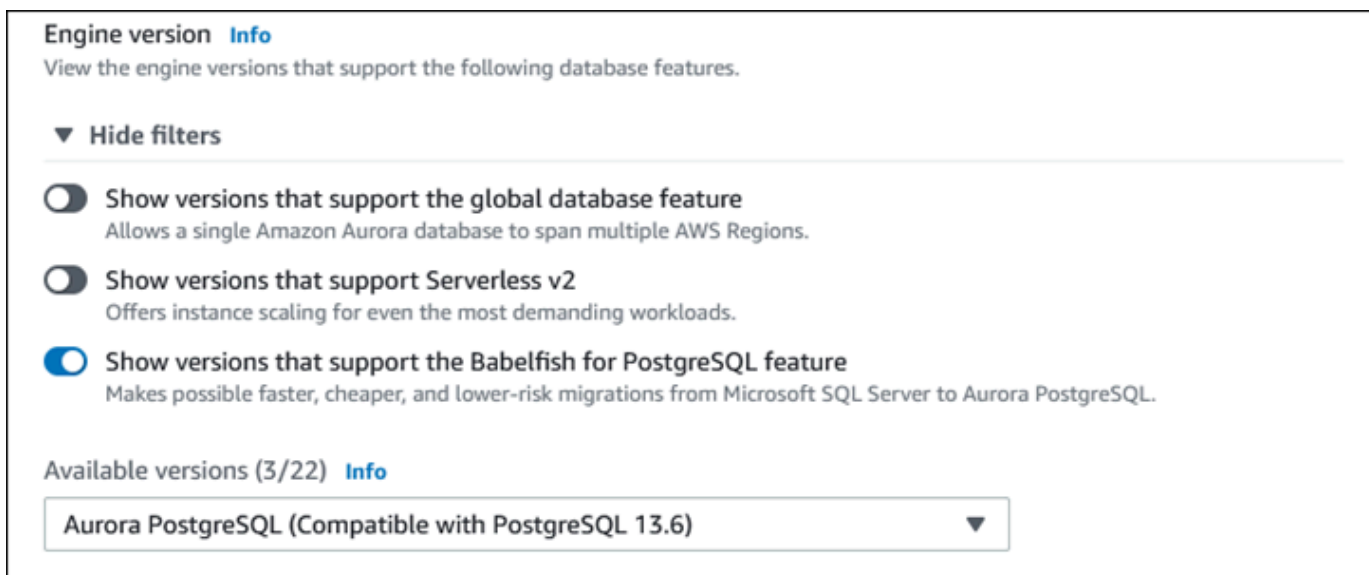 Engine version Info
View the engine versions that support the following database features.
▼ Hide filters
Show versions that support the global database feature
Allows a single Amazon Aurora database to span multiple AWS Regions.
Show versions that support Serverless v2
Offers instance scaling for even the most demanding workloads.
Show versions that support the Babelfish for PostgreSQL feature
Makes possible faster, cheaper, and lower-risk migrations from Microsoft SQL Server to Aurora PostgreSQL.
Available versions (3/22) Info
Aurora PostgreSQL (Compatible with PostgreSQL 13.6)